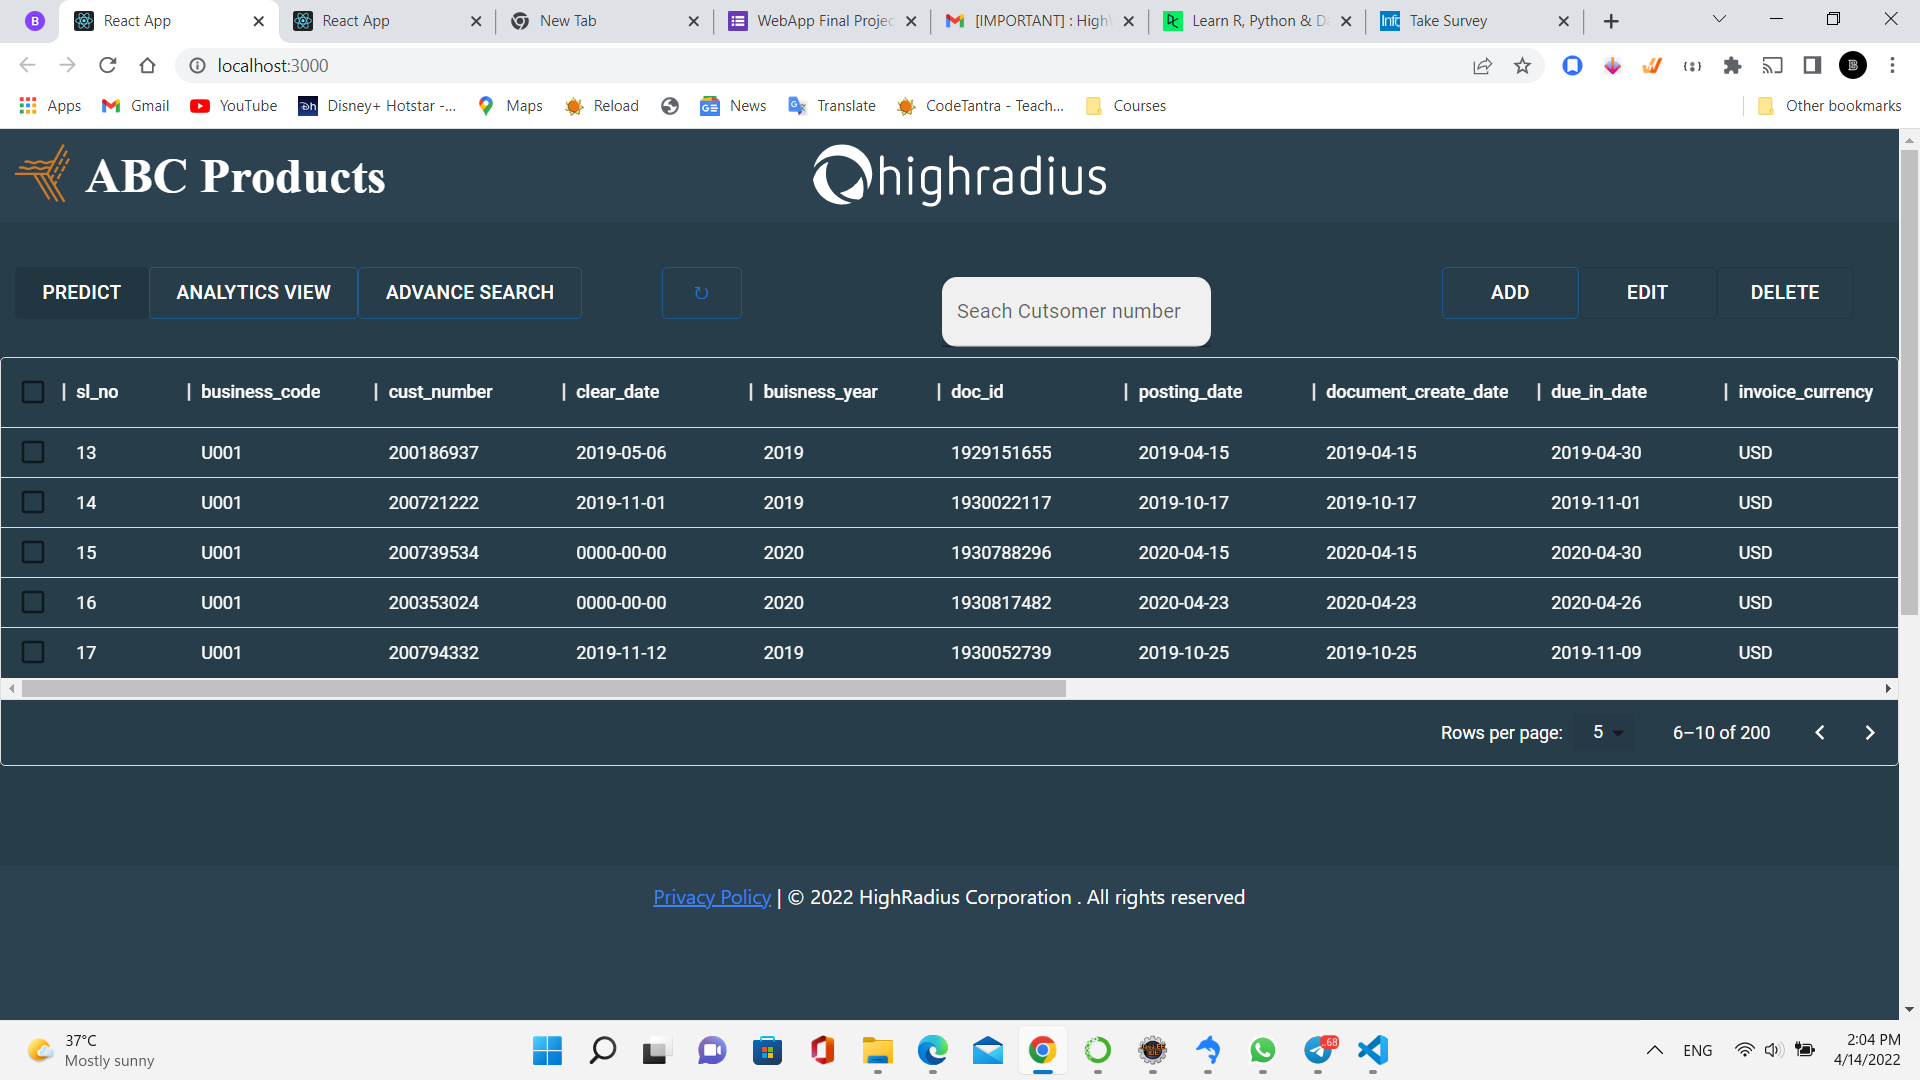 B React App React App New Tab WebApp Final Projec [IMPORTANT] : High Learn R, Python & D Info Take Survey
localhost:3000
Apps Gmail YouTube Disney+ Hotstar -... Maps Reload News Translate CodeTantra - Teach... Courses Other bookmarks
ABC Products highradius
PREDICT ANALYTICS VIEW ADVANCE SEARCH ↻ Seach Cutsomer number ADD EDIT DELETE
sl_no business_code cust_number clear_date buisness_year doc_id posting_date document_create_date due_in_date invoice_currency
13 U001 200186937 2019-05-06 2019 1929151655 2019-04-15 2019-04-15 2019-04-30 USD
14 U001 200721222 2019-11-01 2019 1930022117 2019-10-17 2019-10-17 2019-11-01 USD
15 U001 200739534 0000-00-00 2020 1930788296 2020-04-15 2020-04-15 2020-04-30 USD
16 U001 200353024 0000-00-00 2020 1930817482 2020-04-23 2020-04-23 2020-04-26 USD
17 U001 200794332 2019-11-12 2019 1930052739 2019-10-25 2019-10-25 2019-11-09 USD
Rows per page: 5 6–10 of 200
Privacy Policy | © 2022 HighRadius Corporation . All rights reserved
37°C
Mostly sunny
68
ENG
2:04 PM
4/14/2022